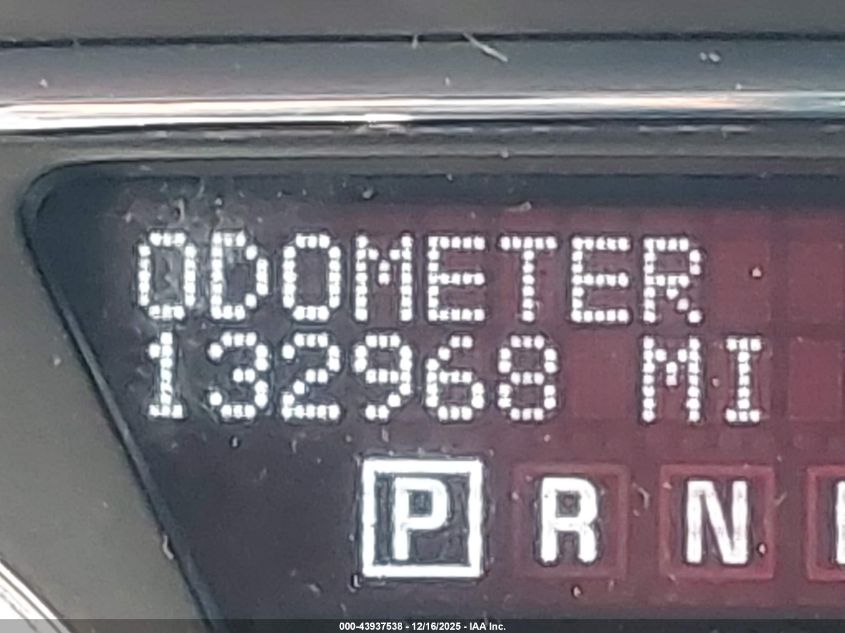 ODOMETER
132968 MI
P R N
000-43937538 - 12/16/2025 - IAA Inc.